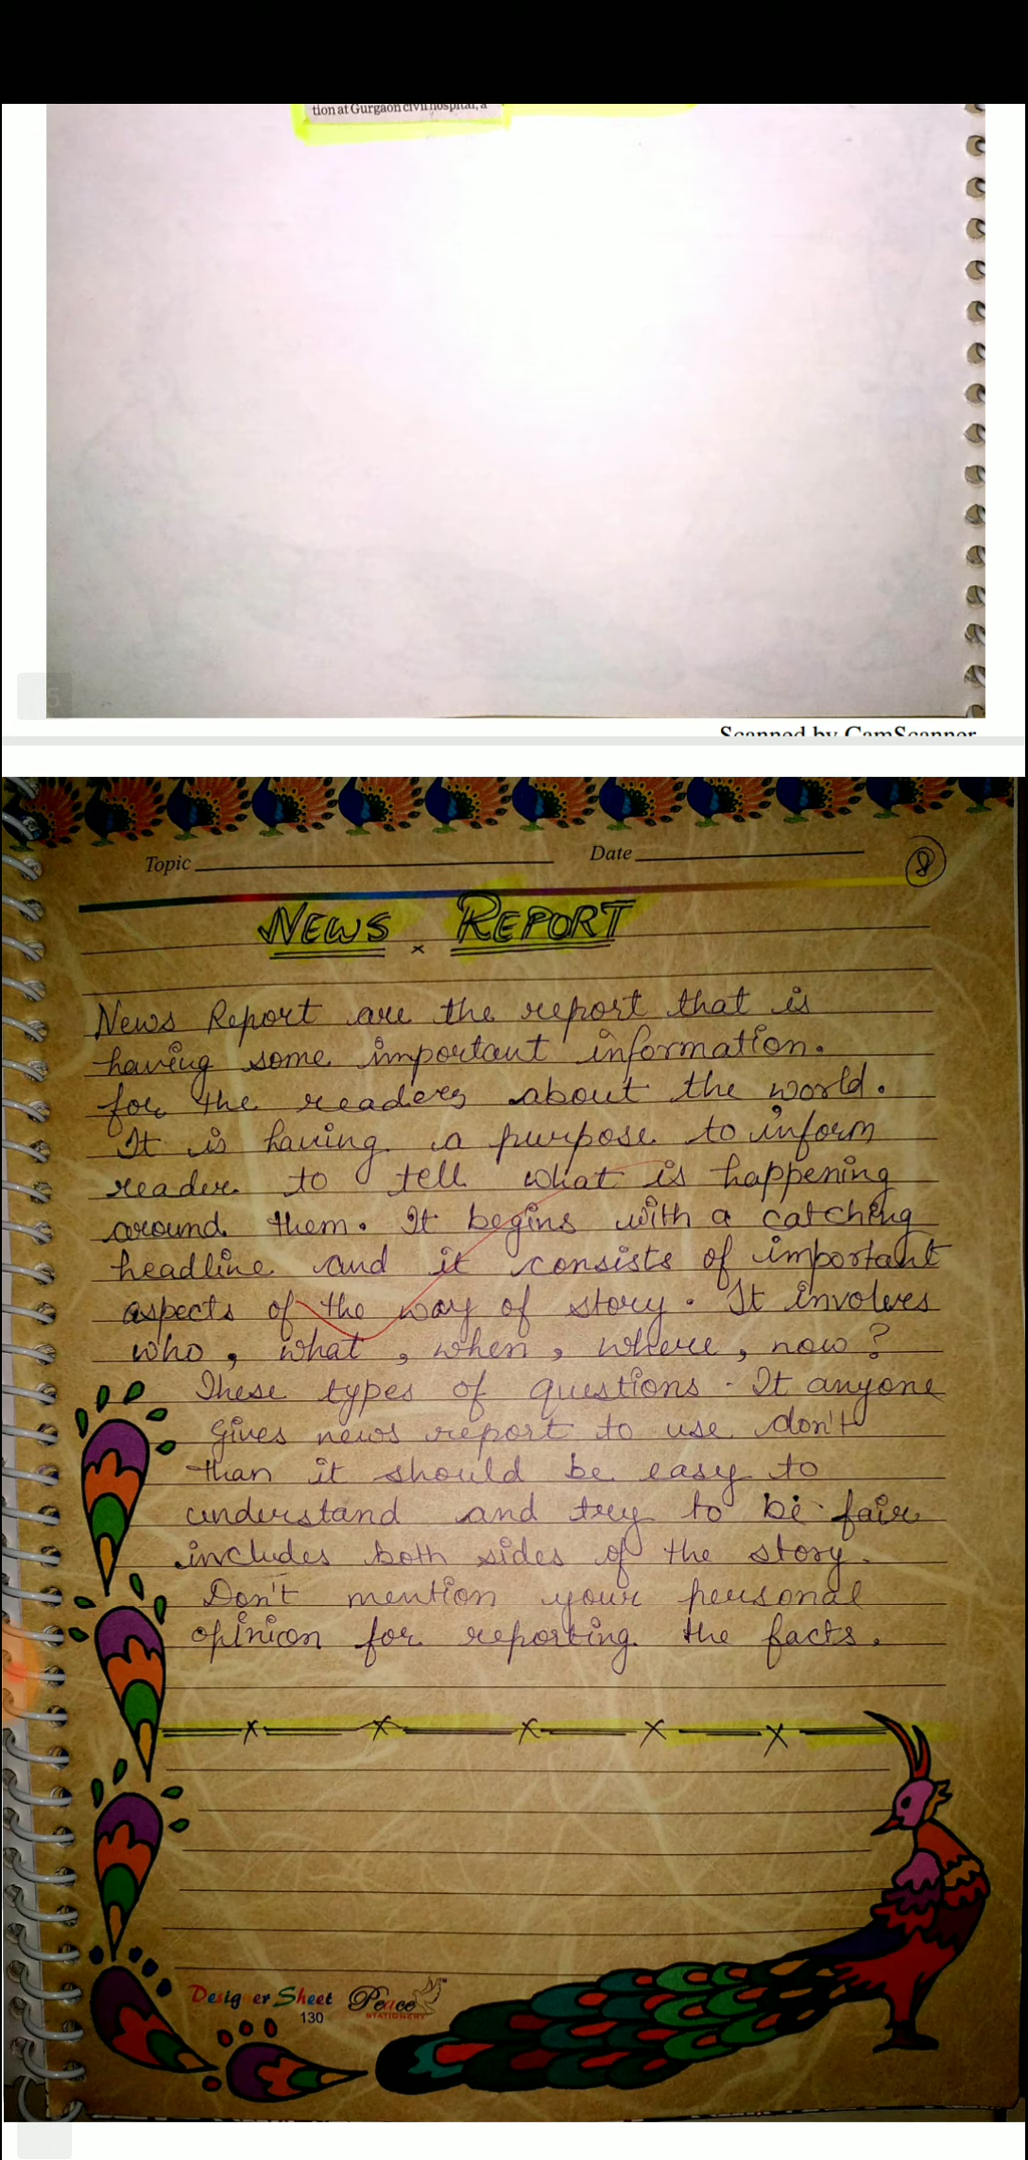 tion at Gurgaon civil hospital, a
Scanned by CamScanner
Topic Date 8
NEWS REPORT
News Report are the report that is
having some important information.
for the readers about the world.
It is having a purpose to inform
reader to tell what is happening
around them. It begins with a catching
headline and it consists of important
aspects of the way of story. It involves
who, what, when, where, now?
These types of questions. It anyone
gives news report to use don't
than it should be easy to
understand and try to be fair
includes both sides of the story.
Don't mention your personal
opinion for reporting the facts.
Designer Sheet Peace
STATIONERY
130